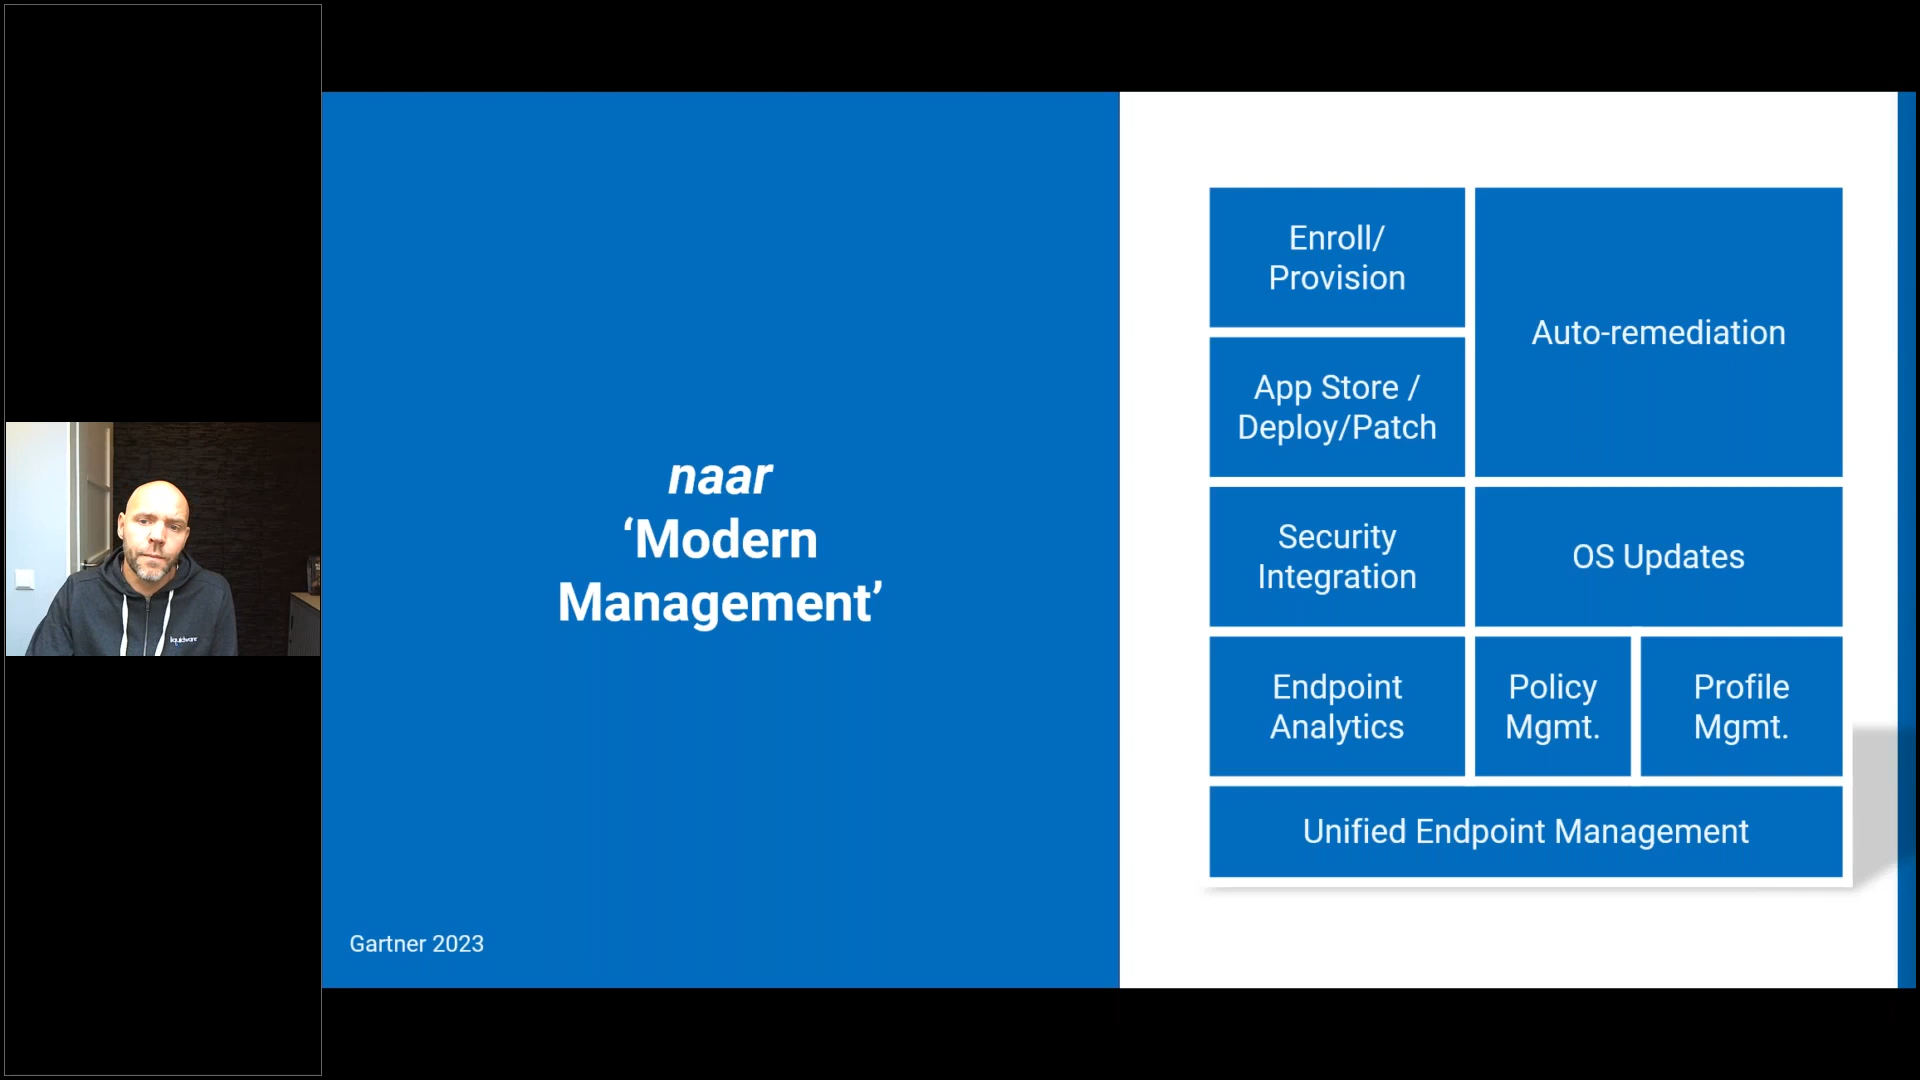 naar
‘Modern
Management’
Gartner 2023
Enroll/
Provision
Auto-remediation
App Store /
Deploy/Patch
Security
Integration
OS Updates
Endpoint
Analytics
Policy
Mgmt.
Profile
Mgmt.
Unified Endpoint Management
liquidware